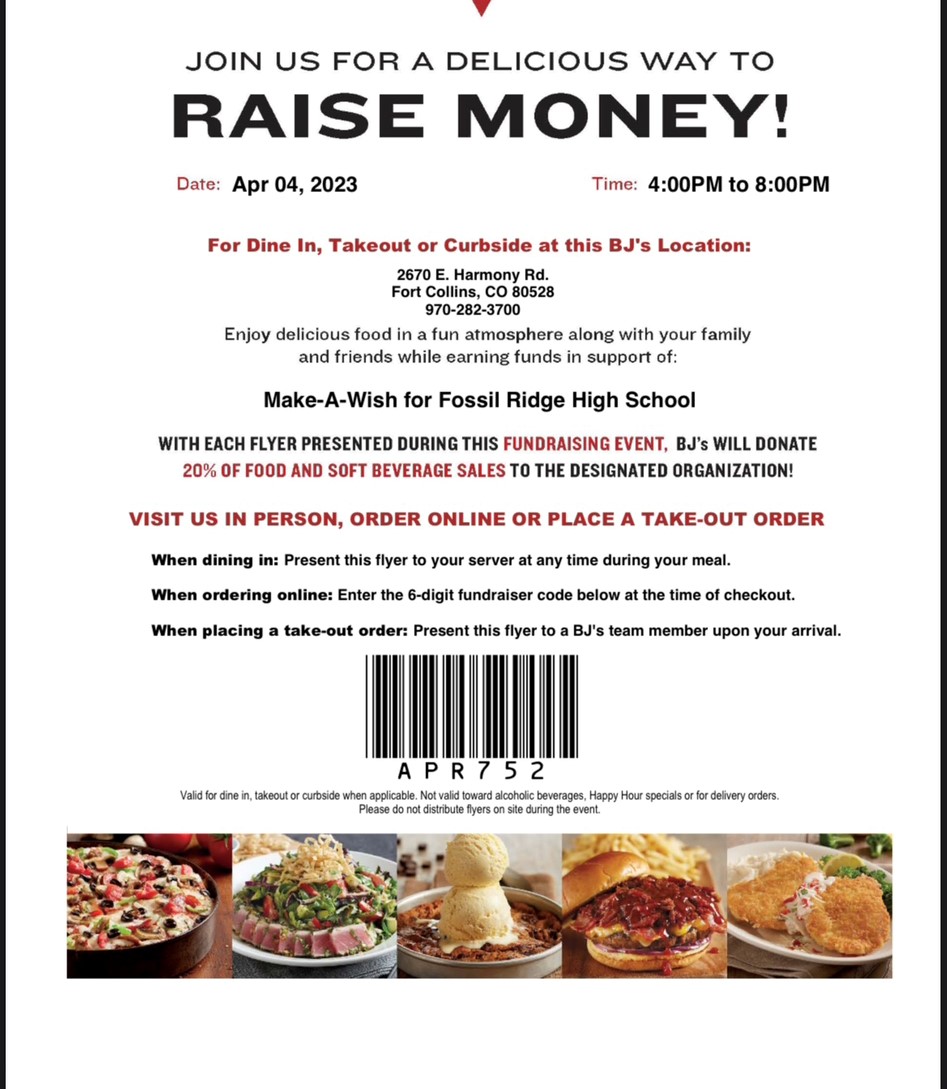 JOIN US FOR A DELICIOUS WAY TO
RAISE MONEY!
Date: Apr 04, 2023 Time: 4:00PM to 8:00PM
For Dine In, Takeout or Curbside at this BJ's Location:
2670 E. Harmony Rd.
Fort Collins, CO 80528
970-282-3700
Enjoy delicious food in a fun atmosphere along with your family
and friends while earning funds in support of:
Make-A-Wish for Fossil Ridge High School
WITH EACH FLYER PRESENTED DURING THIS FUNDRAISING EVENT, BJ's WILL DONATE
20% OF FOOD AND SOFT BEVERAGE SALES TO THE DESIGNATED ORGANIZATION!
VISIT US IN PERSON, ORDER ONLINE OR PLACE A TAKE-OUT ORDER
When dining in: Present this flyer to your server at any time during your meal.
When ordering online: Enter the 6-digit fundraiser code below at the time of checkout.
When placing a take-out order: Present this flyer to a BJ's team member upon your arrival.
APR752
Valid for dine in, takeout or curbside when applicable. Not valid toward alcoholic beverages, Happy Hour specials or for delivery orders.
Please do not distribute flyers on site during the event.